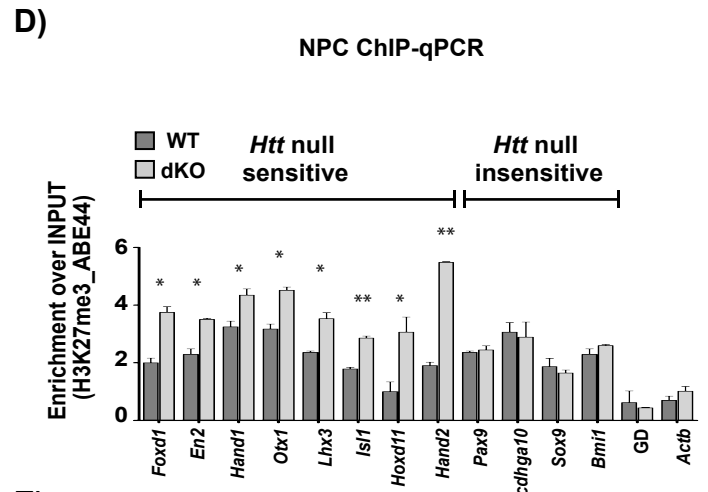 D)
NPC ChIP-qPCR
WT
dKO
Htt null
sensitive
Htt null
insensitive
Enrichment over INPUT
(H3K27me3_ABE44)
6
4
2
0
* * * * * ** * **
Foxd1
En2
Hand1
Otx1
Lhx3
Isl1
Hoxd11
Hand2
Pax9
cdhga10
Sox9
Bmi1
GD
Actb